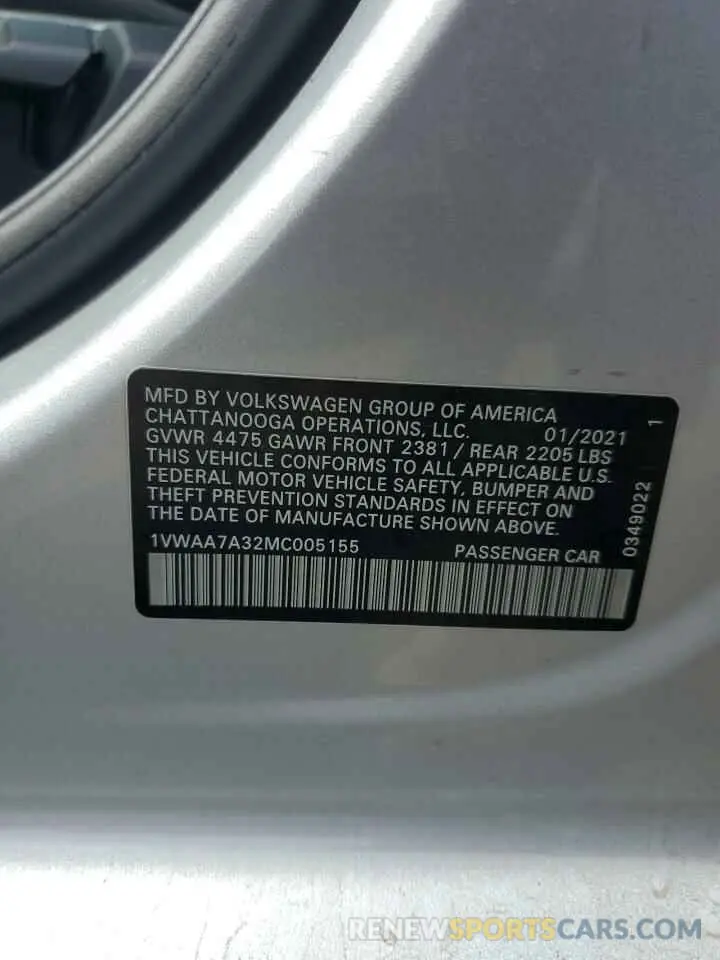 MFD BY VOLKSWAGEN GROUP OF AMERICA
CHATTANOOGA OPERATIONS, LLC. 01/2021 1
GVWR 4475 GAWR FRONT 2381 / REAR 2205 LBS
THIS VEHICLE CONFORMS TO ALL APPLICABLE U.S.
FEDERAL MOTOR VEHICLE SAFETY, BUMPER AND
THEFT PREVENTION STANDARDS IN EFFECT ON
THE DATE OF MANUFACTURE SHOWN ABOVE.
1VWAA7A32MC005155 PASSENGER CAR
0349022
RENEWSPORTSCARS.COM